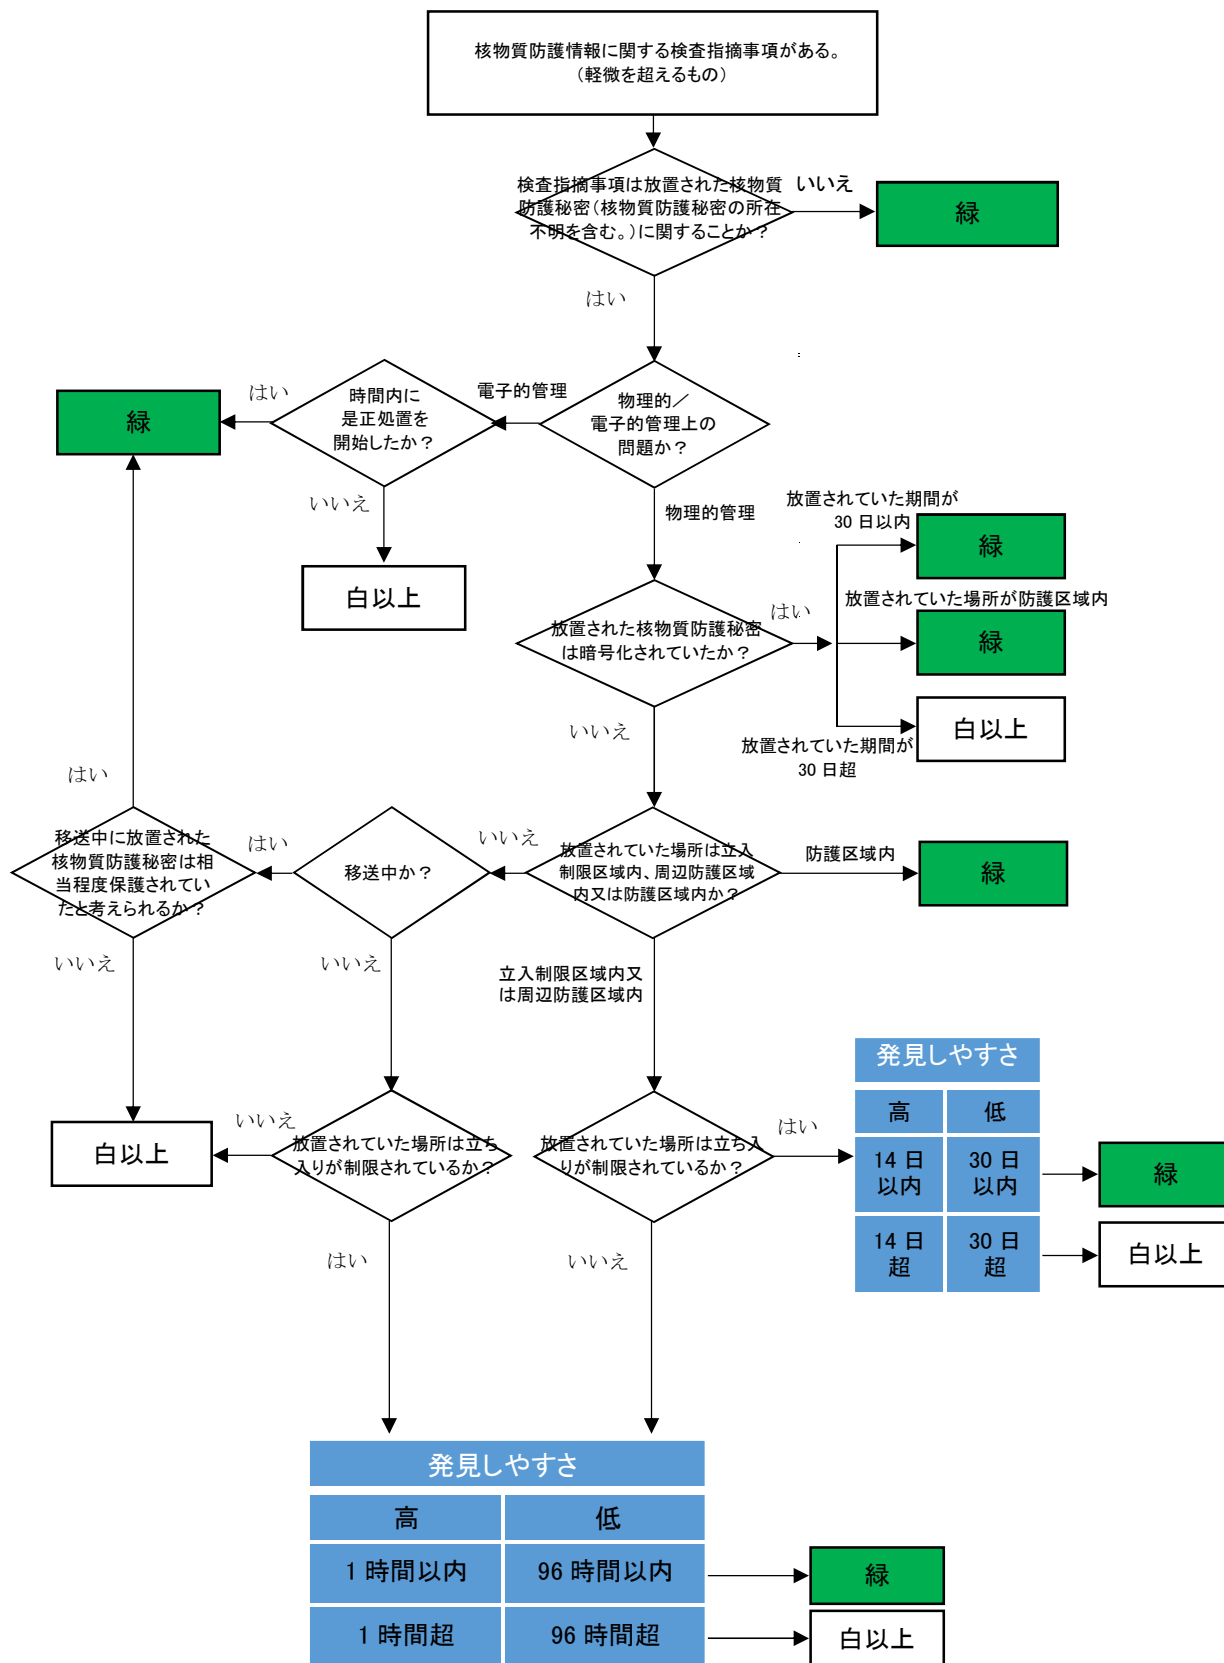 核物質防護情報に関する検査指摘事項がある。
（軽微を超えるもの）
検査指摘事項は放置された核物質
防護秘密（核物質防護秘密の所在
不明を含む。）に関することか？
いいえ
緑
はい
物理的／
電子的管理上の
問題か？
電子的管理
時間内に
是正処置を
開始したか？
はい
緑
いいえ
白以上
物理的管理
放置された核物質防護秘密
は暗号化されていたか？
はい
放置されていた期間が
30 日以内
緑
放置されていた場所が防護区域内
緑
放置されていた期間が
30 日超
白以上
いいえ
放置されていた場所は立入
制限区域内、周辺防護区域
内又は防護区域内か？
防護区域内
緑
いいえ
移送中か？
はい
移送中に放置された
核物質防護秘密は相
当程度保護されてい
たと考えられるか？
はい
いいえ
いいえ
立入制限区域内又
は周辺防護区域内
放置されていた場所は立ち
入りが制限されているか？
いいえ
白以上
はい
放置されていた場所は立ち入
りが制限されているか？
はい
いいえ
発見しやすさ
高 低
14 日
以内
30 日
以内
緑
14 日
超
30 日
超
白以上
発見しやすさ
高 低
1 時間以内 96 時間以内
緑
1 時間超 96 時間超
白以上